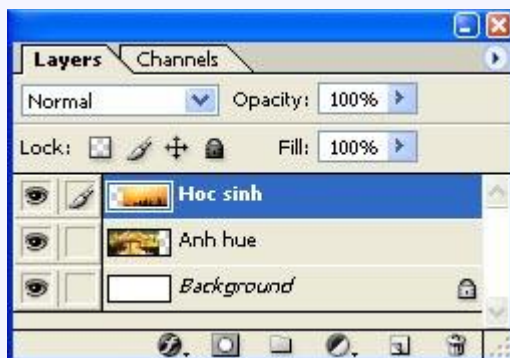 Layers Channels
Normal Opacity: 100%
Lock: Fill: 100%
Hoc sinh
Anh hue
Background